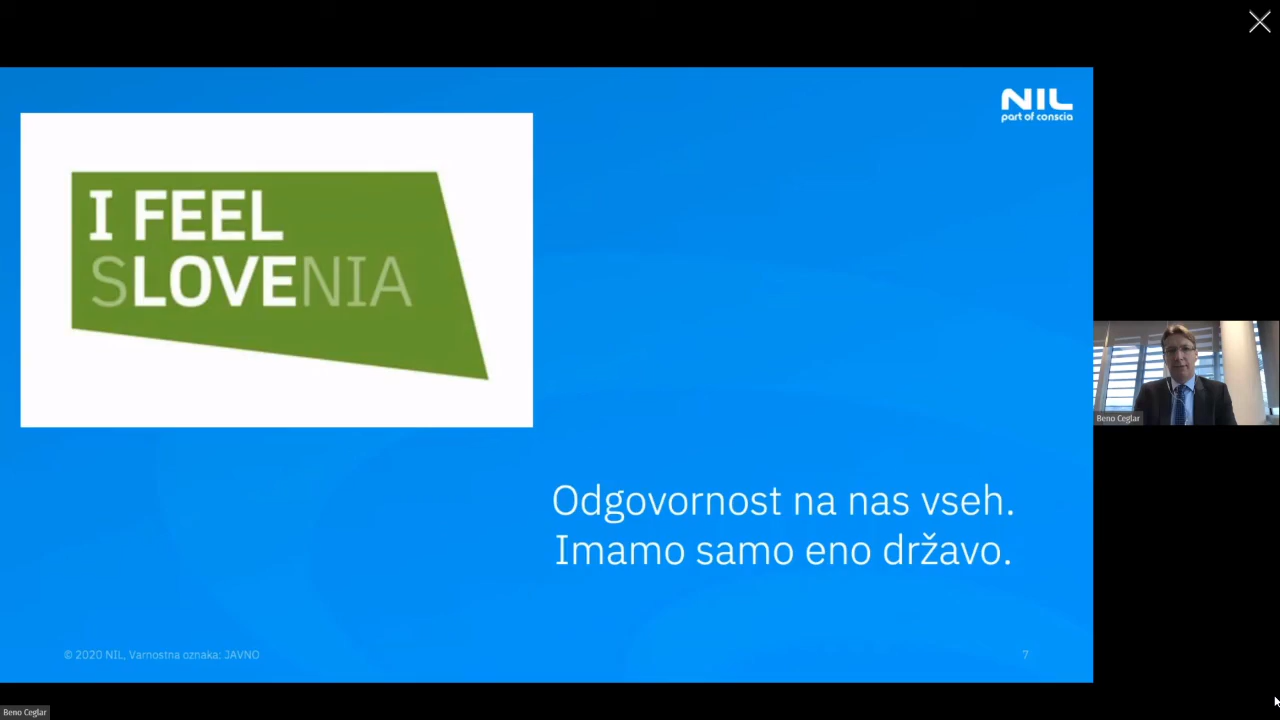 NIL
part of conscia
I FEEL
SLOVENIA
Odgovornost na nas vseh.
Imamo samo eno državo.
© 2020 NIL, Varnostna oznaka: JAVNO
7
Beno Ceglar
Beno Ceglar